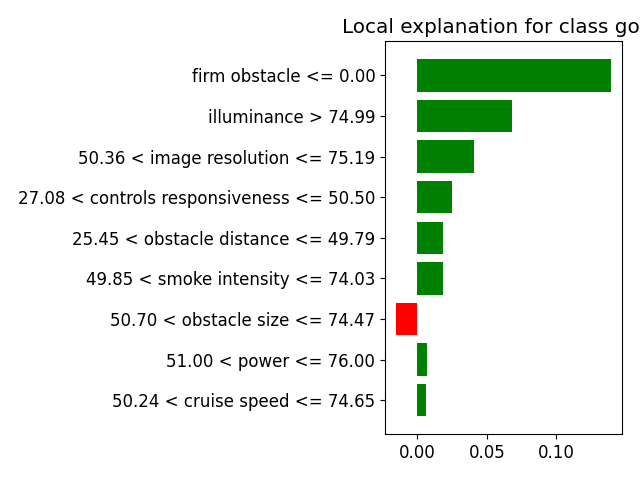 Local explanation for class go
firm obstacle <= 0.00
illuminance > 74.99
50.36 < image resolution <= 75.19
27.08 < controls responsiveness <= 50.50
25.45 < obstacle distance <= 49.79
49.85 < smoke intensity <= 74.03
50.70 < obstacle size <= 74.47
51.00 < power <= 76.00
50.24 < cruise speed <= 74.65
0.00 0.05 0.10